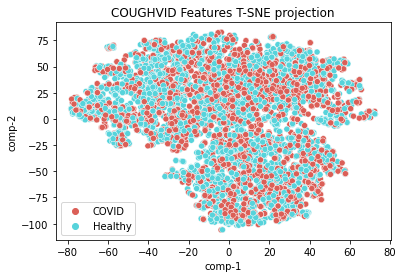 COUGHVID Features T-SNE projection
comp-2
75
50
25
0
−25
−50
−75
−100
COVID
Healthy
−80 −60 −40 −20 0 20 40 60 80
comp-1